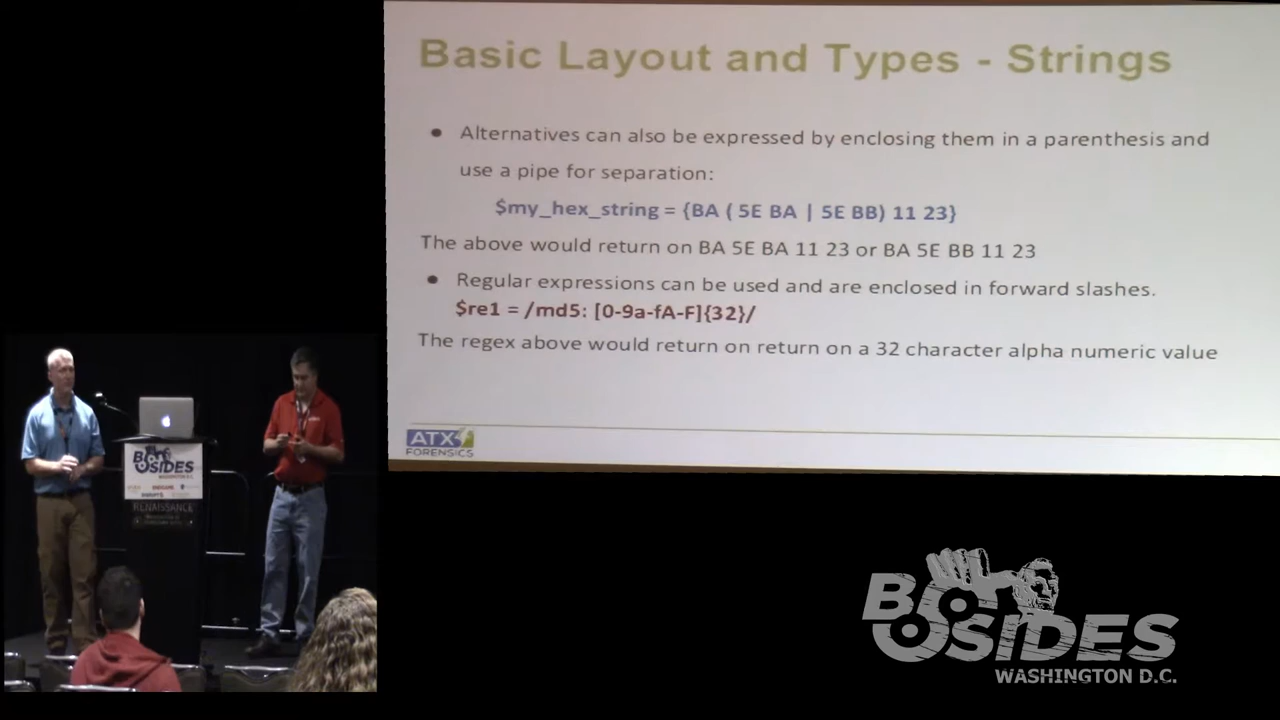 Basic Layout and Types - Strings
● Alternatives can also be expressed by enclosing them in a parenthesis and
use a pipe for separation:
$my_hex_string = {BA ( 5E BA | 5E BB) 11 23}
The above would return on BA 5E BA 11 23 or BA 5E BB 11 23
● Regular expressions can be used and are enclosed in forward slashes.
$re1 = /md5: [0-9a-fA-F]{32}/
The regex above would return on return on a 32 character alpha numeric value
ATX
FORENSICS
BSIDES
WASHINGTON D.C.
RENAISSANCE
BSIDES
WASHINGTON D.C.